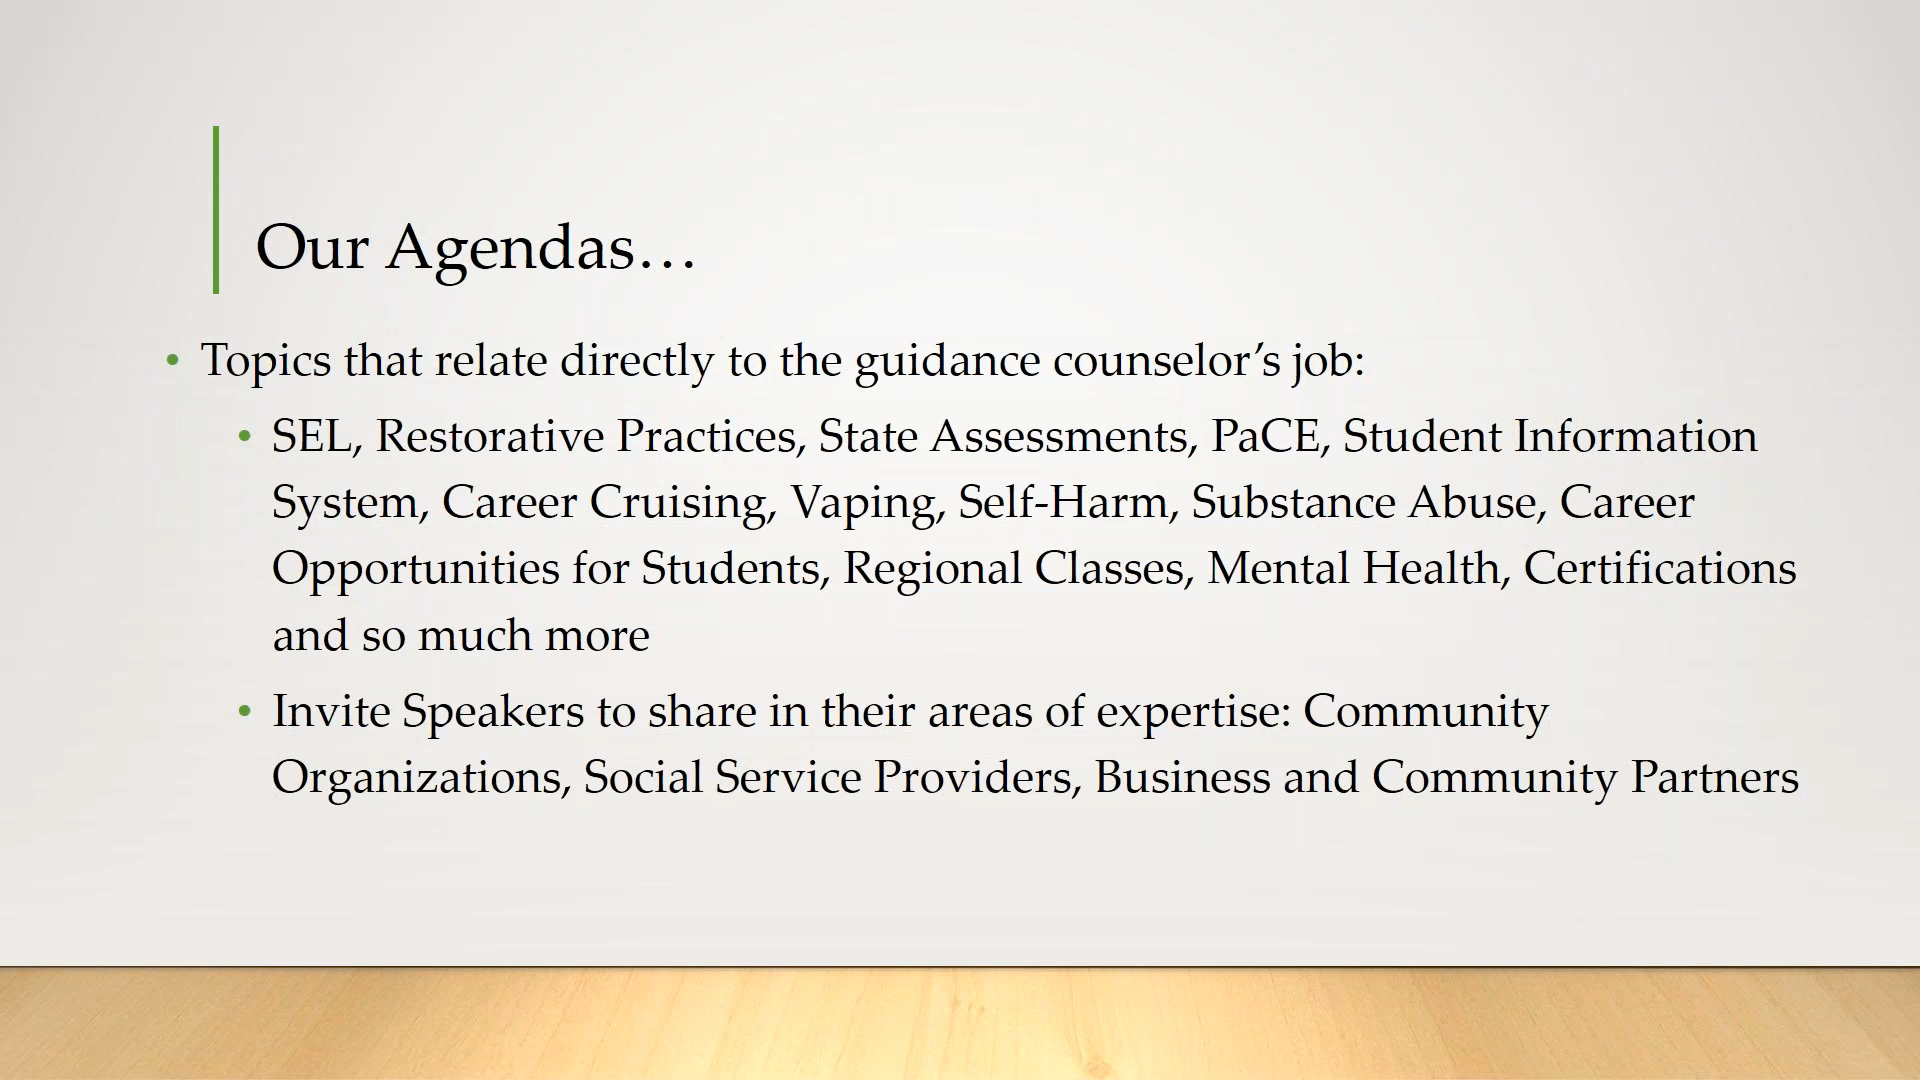 Our Agendas…
• Topics that relate directly to the guidance counselor’s job:
• SEL, Restorative Practices, State Assessments, PaCE, Student Information
System, Career Cruising, Vaping, Self-Harm, Substance Abuse, Career
Opportunities for Students, Regional Classes, Mental Health, Certifications
and so much more
• Invite Speakers to share in their areas of expertise: Community
Organizations, Social Service Providers, Business and Community Partners